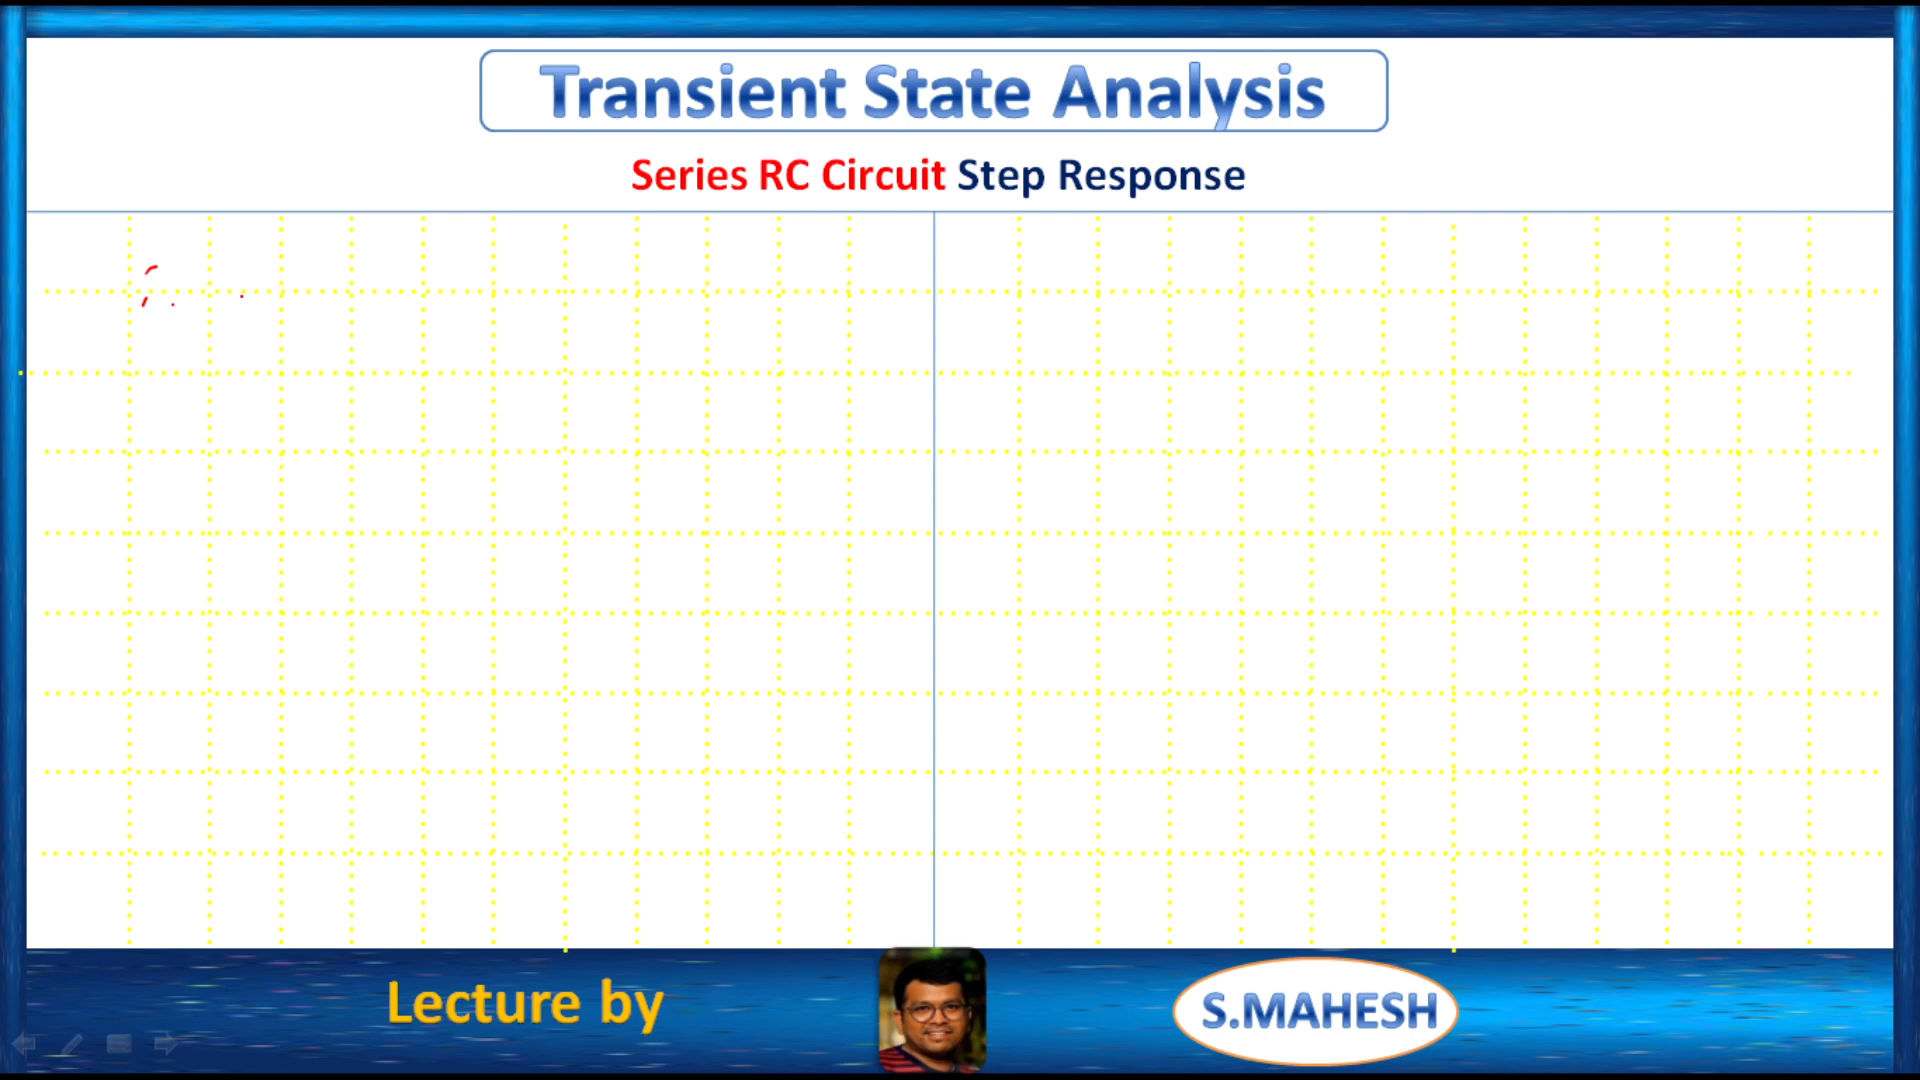 Transient State Analysis
Series RC Circuit Step Response
Lecture by
S.MAHESH